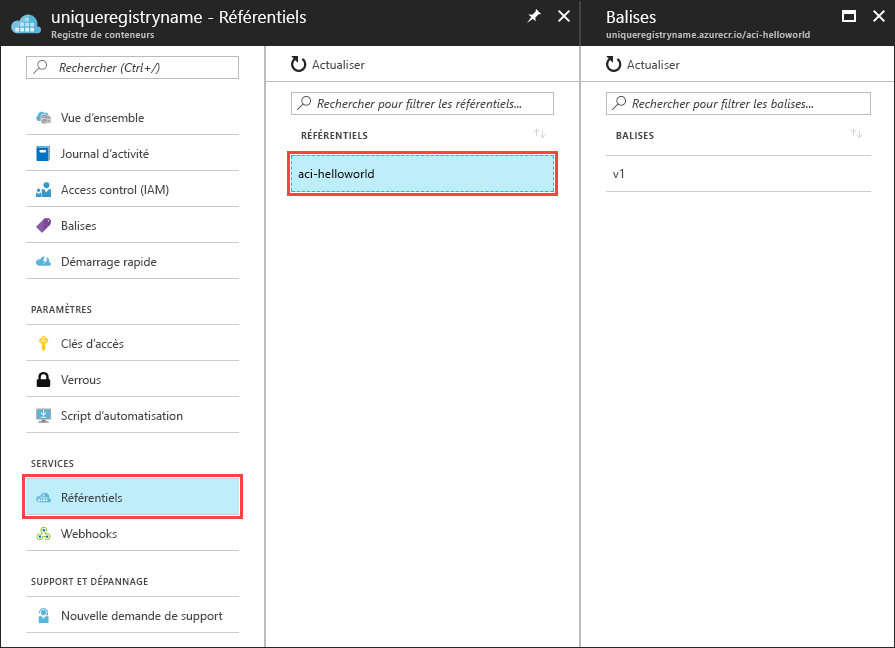 uniqueregistryname - Référentiels
Registre de conteneurs
Rechercher (Ctrl+/)
Vue d'ensemble
Journal d'activité
Access control (IAM)
Balises
Démarrage rapide
PARAMÈTRES
Clés d'accès
Verrous
Script d'automatisation
SERVICES
Référentiels
Webhooks
SUPPORT ET DÉPANNAGE
Nouvelle demande de support
Actualiser
Rechercher pour filtrer les référentiels...
RÉFÉRENTIELS
aci-helloworld
Balises
uniqueregistryname.azurecr.io/aci-helloworld
Actualiser
Rechercher pour filtrer les balises...
BALISES
v1